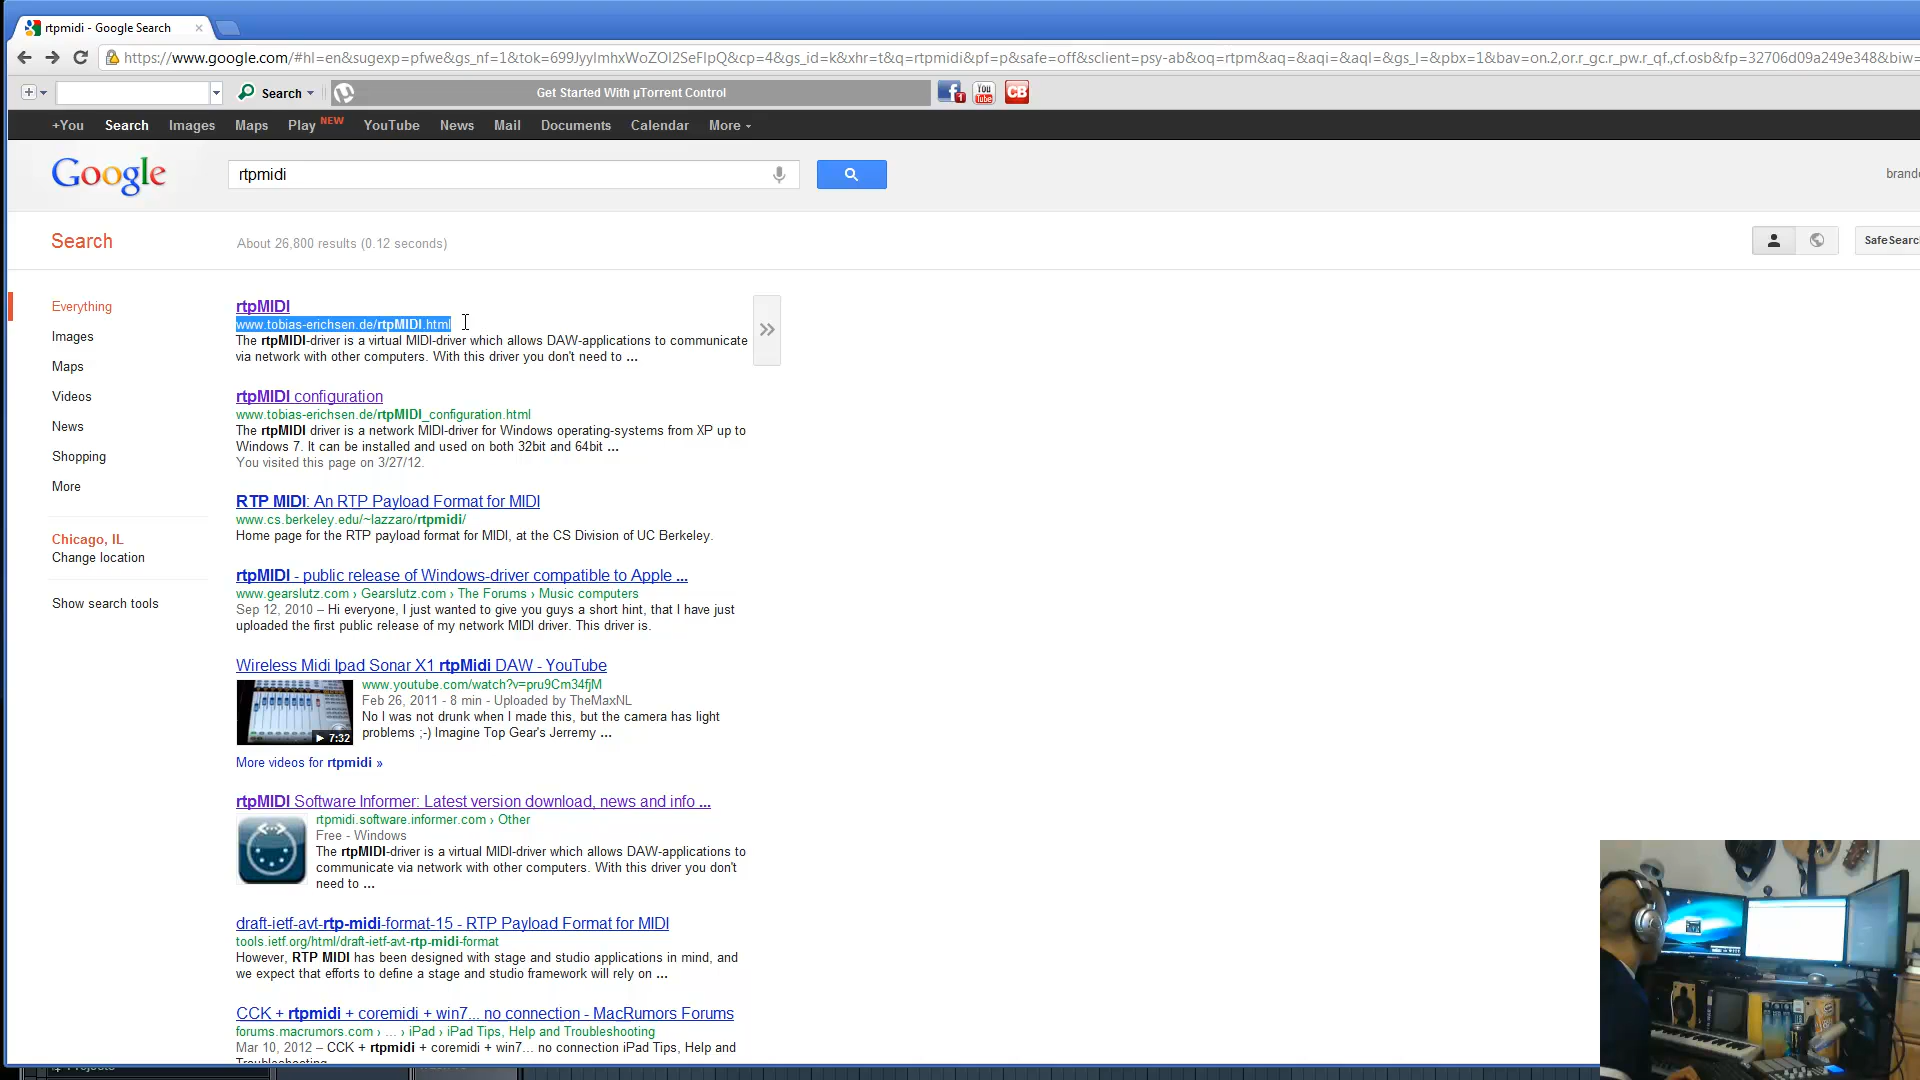 rtpmidi - Google Search
https://www.google.com/#hl=en&sugexp=pfwe&gs_nf=1&tok=699JyylmhxWoZOl2SeFlpQ&cp=4&gs_id=k&xhr=t&q=rtpmidi&pf=p&safe=off&sclient=psy-ab&oq=rtpm&aq=&aqi=&aql=&gs_l=&pbx=1&bav=on.2,or.r_gc.r_pw.r_qf,cf.osb&fp=32706d09a249e348&biw=
Search Get Started With µTorrent Control 1 You Tube CB
+You Search Images Maps Play NEW YouTube News Mail Documents Calendar More
Google rtpmidi
Search About 26,800 results (0.12 seconds) SafeSearc
Everything
Images
Maps
Videos
News
Shopping
More
Chicago, IL
Change location
Show search tools
rtpMIDI
www.tobias-erichsen.de/rtpMIDI.html
The rtpMIDI-driver is a virtual MIDI-driver which allows DAW-applications to communicate
via network with other computers. With this driver you don't need to ...
rtpMIDI configuration
www.tobias-erichsen.de/rtpMIDI_configuration.html
The rtpMIDI driver is a network MIDI-driver for Windows operating-systems from XP up to
Windows 7. It can be installed and used on both 32bit and 64bit ...
You visited this page on 3/27/12.
RTP MIDI: An RTP Payload Format for MIDI
www.cs.berkeley.edu/~lazzaro/rtpmidi/
Home page for the RTP payload format for MIDI, at the CS Division of UC Berkeley.
rtpMIDI - public release of Windows-driver compatible to Apple ...
www.gearslutz.com › Gearslutz.com › The Forums › Music computers
Sep 12, 2010 – Hi everyone, I just wanted to give you guys a short hint, that I have just
uploaded the first public release of my network MIDI driver. This driver is.
Wireless Midi Ipad Sonar X1 rtpMidi DAW - YouTube
www.youtube.com/watch?v=pru9Cm34fjM
Feb 26, 2011 - 8 min - Uploaded by TheMaxNL
No I was not drunk when I made this, but the camera has light
problems ;-) Imagine Top Gear's Jerremy ...
7:32
More videos for rtpmidi »
rtpMIDI Software Informer: Latest version download, news and info ...
rtpmidi.software.informer.com › Other
Free - Windows
The rtpMIDI-driver is a virtual MIDI-driver which allows DAW-applications to
communicate via network with other computers. With this driver you don't
need to ...
draft-ietf-avt-rtp-midi-format-15 - RTP Payload Format for MIDI
tools.ietf.org/html/draft-ietf-avt-rtp-midi-format
However, RTP MIDI has been designed with stage and studio applications in mind, and
we expect that efforts to define a stage and studio framework will rely on ...
CCK + rtpmidi + coremidi + win7... no connection - MacRumors Forums
forums.macrumors.com › ... › iPad › iPad Tips, Help and Troubleshooting
Mar 10, 2012 – CCK + rtpmidi + coremidi + win7... no connection iPad Tips, Help and
Troubleshooting